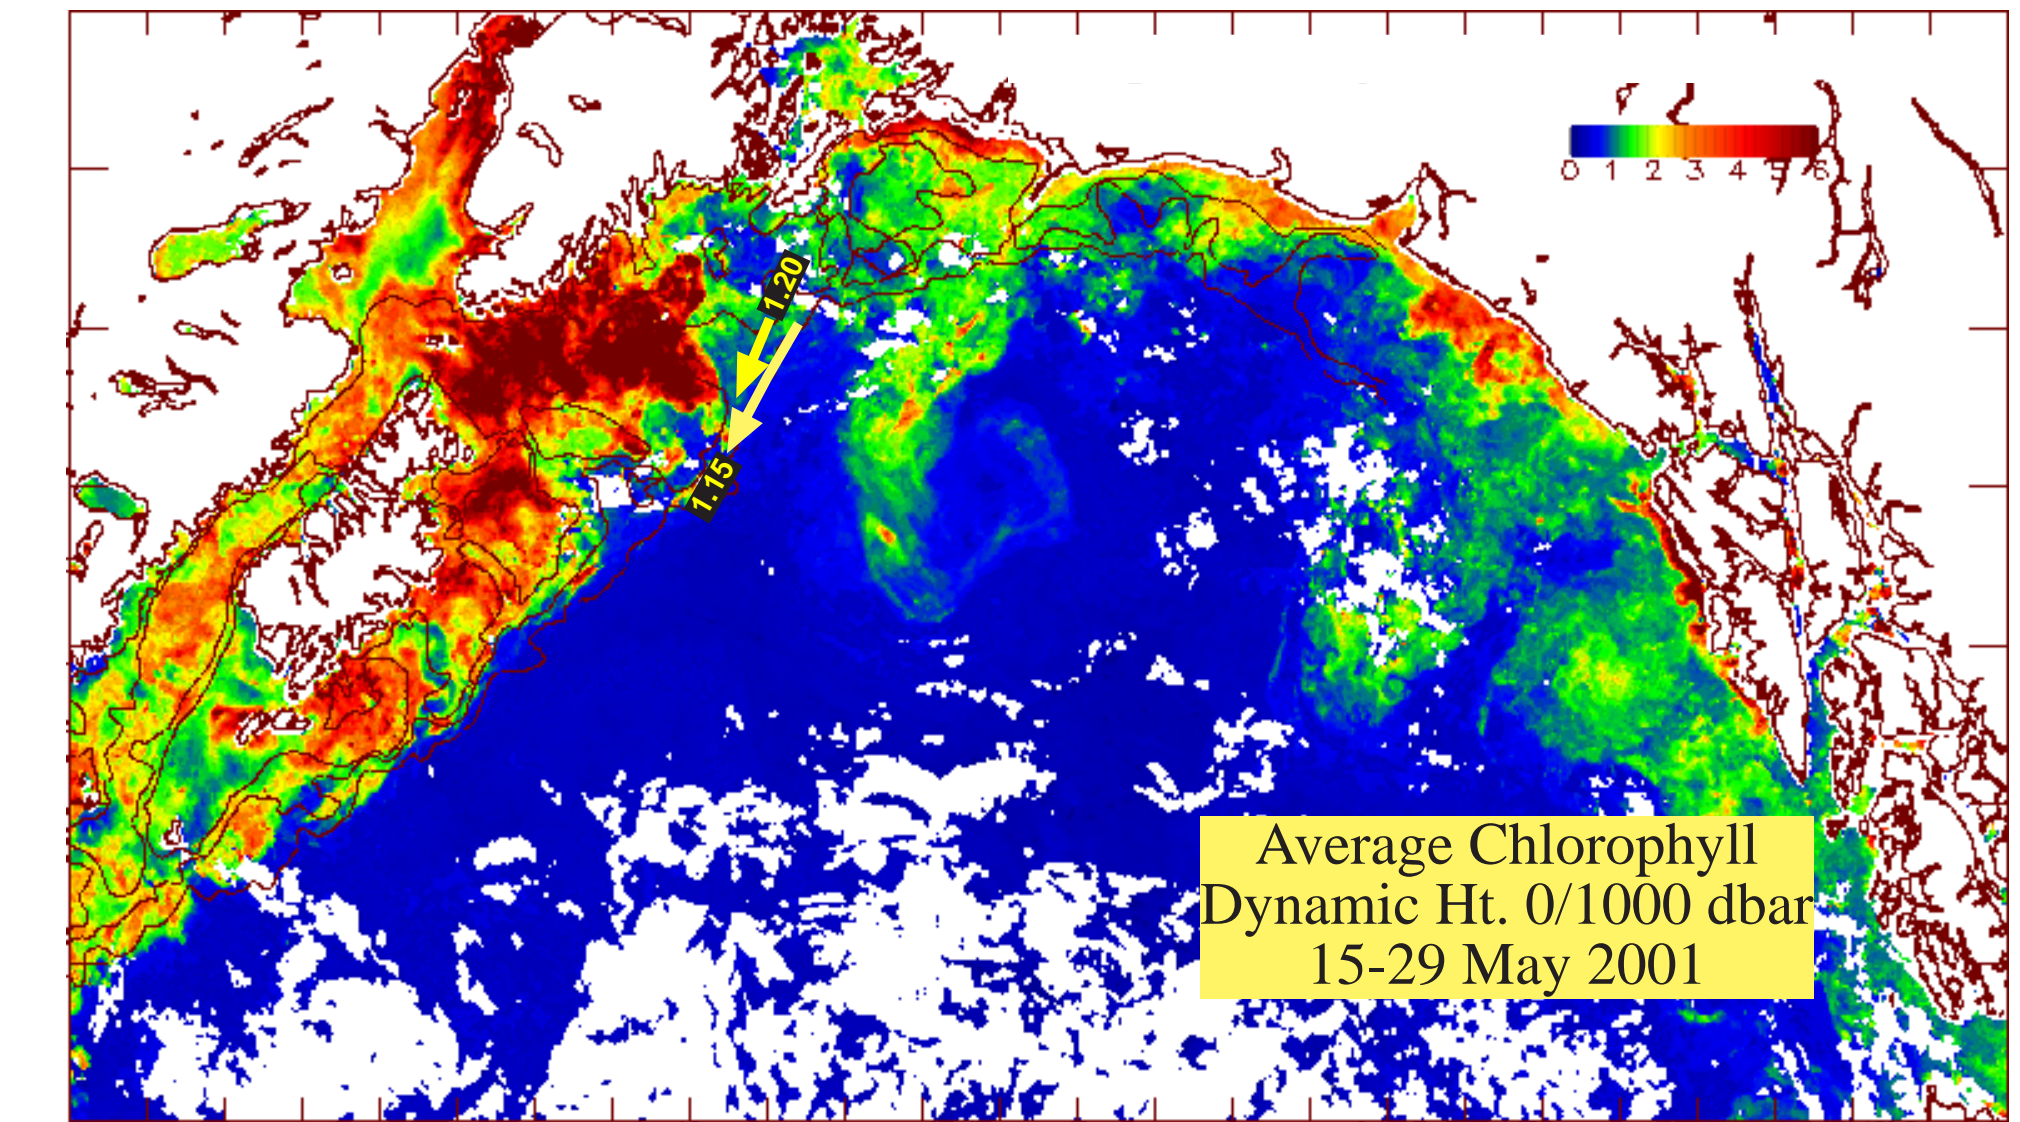 0 1 2 3 4 5 6
1.20
1.15
Average Chlorophyll
Dynamic Ht. 0/1000 dbar
15-29 May 2001